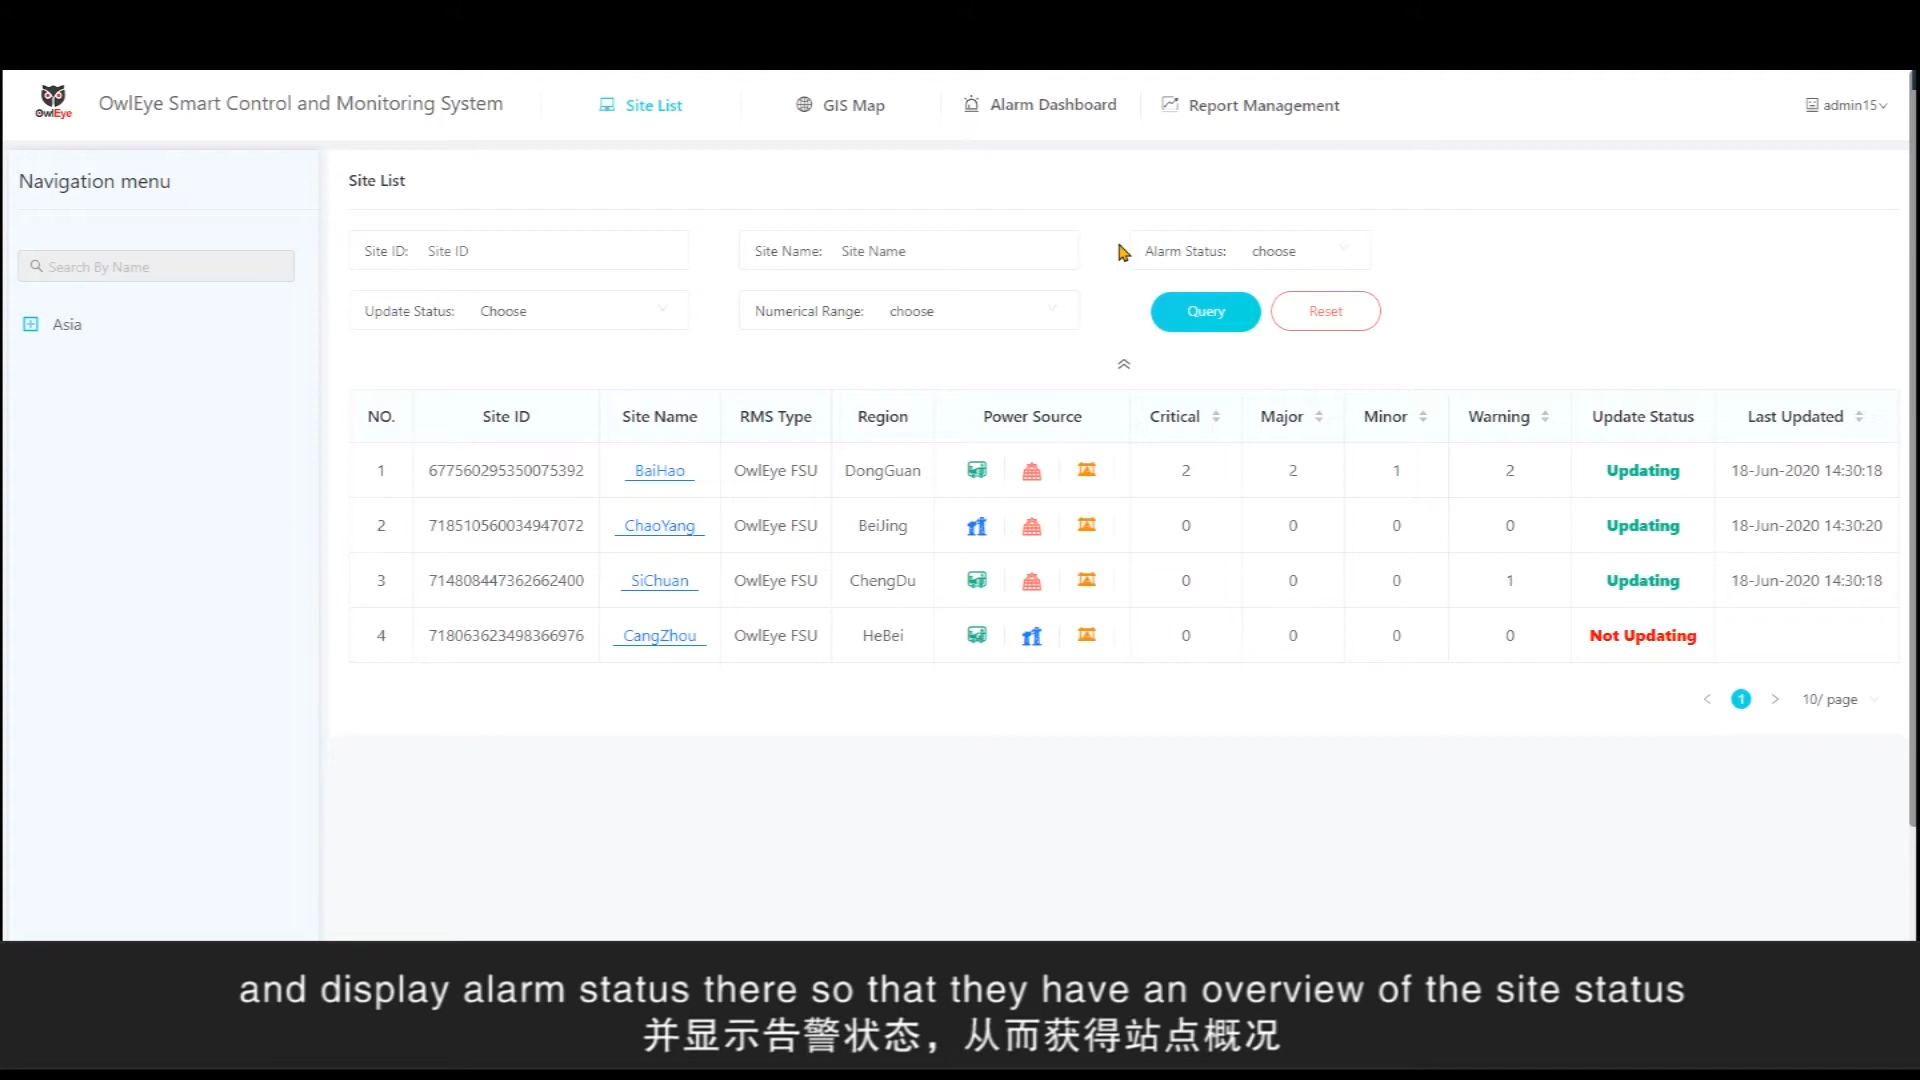 OwlEye
OwlEye Smart Control and Monitoring System
Site List
GIS Map
Alarm Dashboard
Report Management
admin15
Navigation menu
Search By Name
Asia
Site List
Site ID: Site ID
Site Name: Site Name
Alarm Status: choose
Update Status: Choose
Numerical Range: choose
Query
Reset
NO. Site ID Site Name RMS Type Region Power Source Critical Major Minor Warning Update Status Last Updated
1 677560295350075392 BaiHao OwlEye FSU DongGuan 2 2 1 2 Updating 18-Jun-2020 14:30:18
2 718510560034947072 ChaoYang OwlEye FSU BeiJing 0 0 0 0 Updating 18-Jun-2020 14:30:20
3 714808447362662400 SiChuan OwlEye FSU ChengDu 0 0 0 1 Updating 18-Jun-2020 14:30:18
4 718063623498366976 CangZhou OwlEye FSU HeBei 0 0 0 0 Not Updating
< 1 > 10/ page
and display alarm status there so that they have an overview of the site status
并显示告警状态，从而获得站点概况